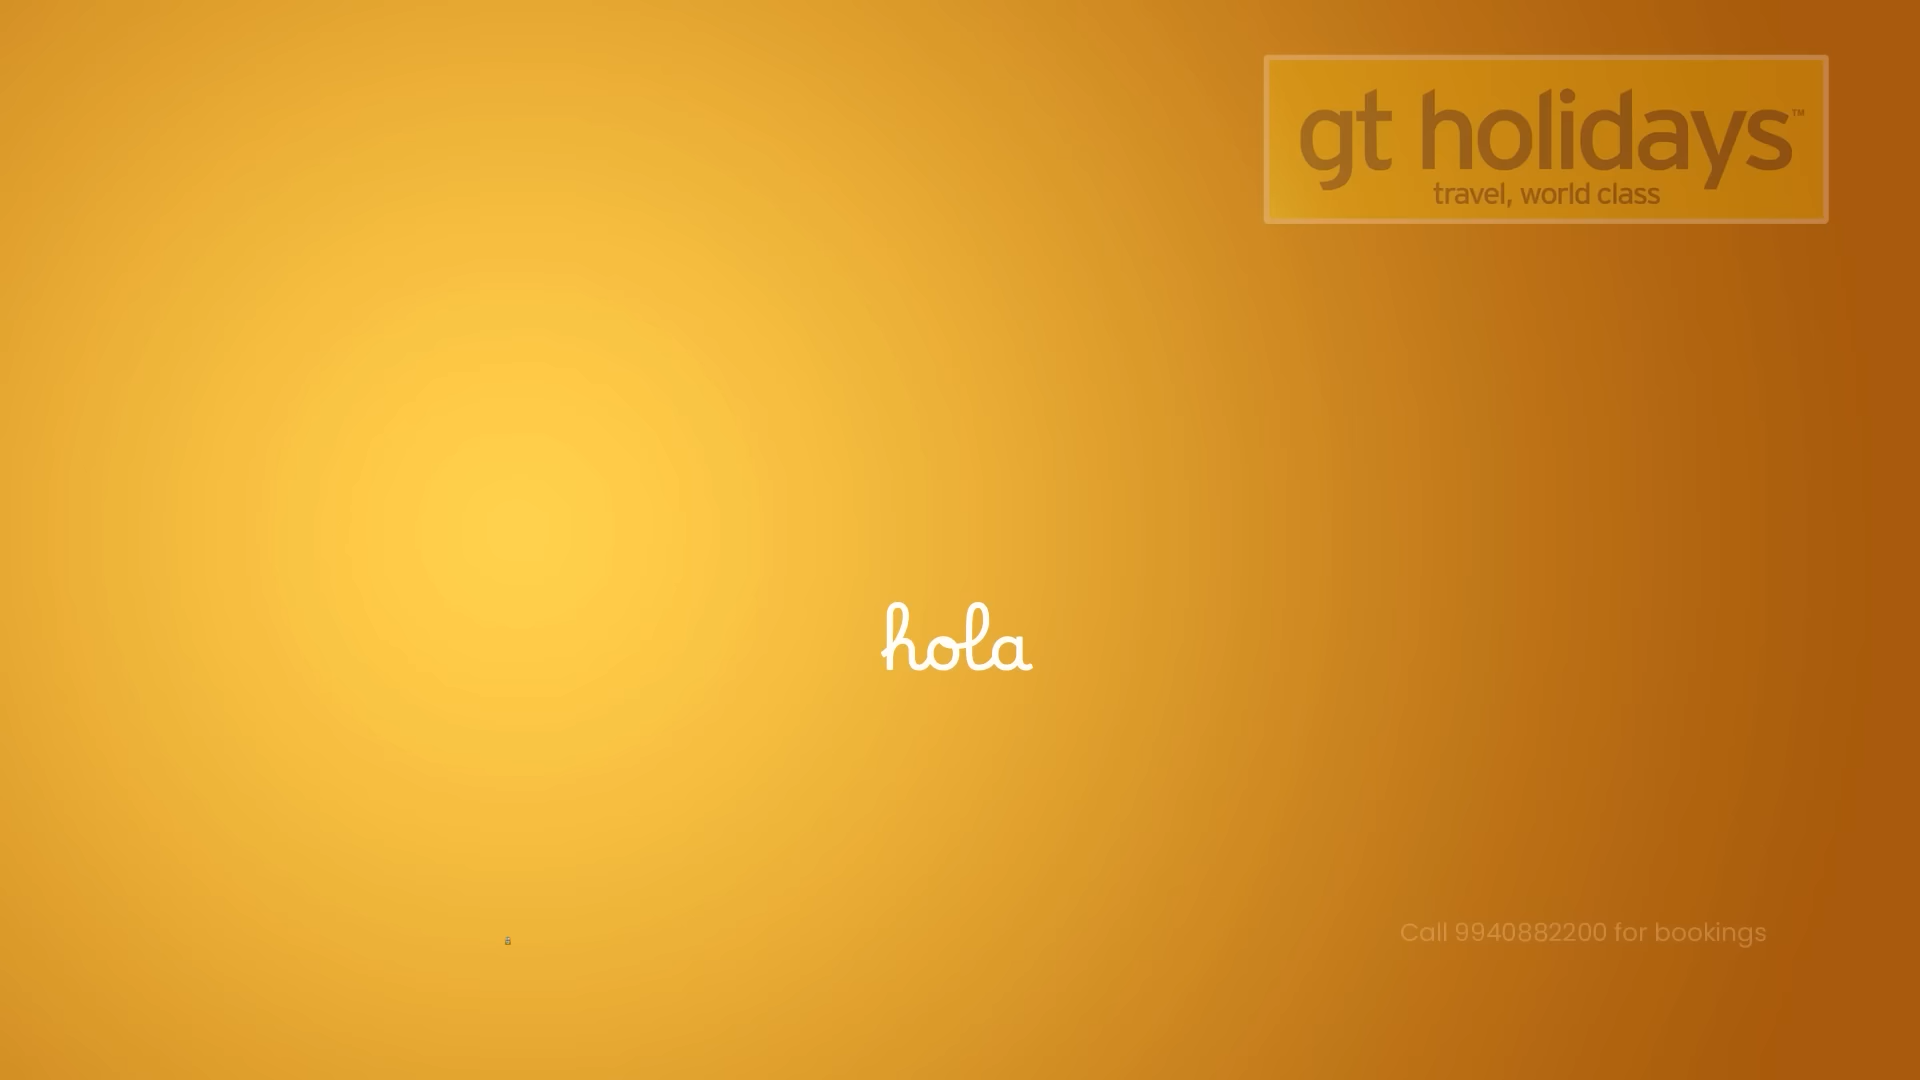 gt holidays™
travel, world class
hola
Call 9940882200 for bookings